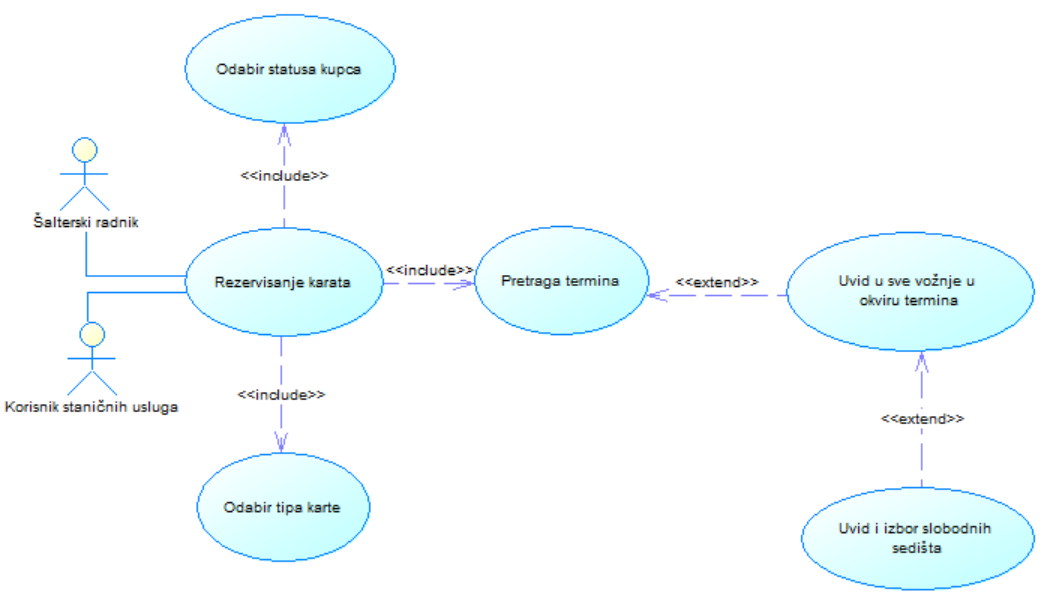 Odabir statusa kupca
<<include>>
Šalterski radnik
Rezervisanje karata
<<include>>
Pretraga termina
<<extend>>
Uvid u sve vožnje u
okviru termina
Korisnik staničnih usluga
<<include>>
<<extend>>
Odabir tipa karte
Uvid i izbor slobodnih
sedišta